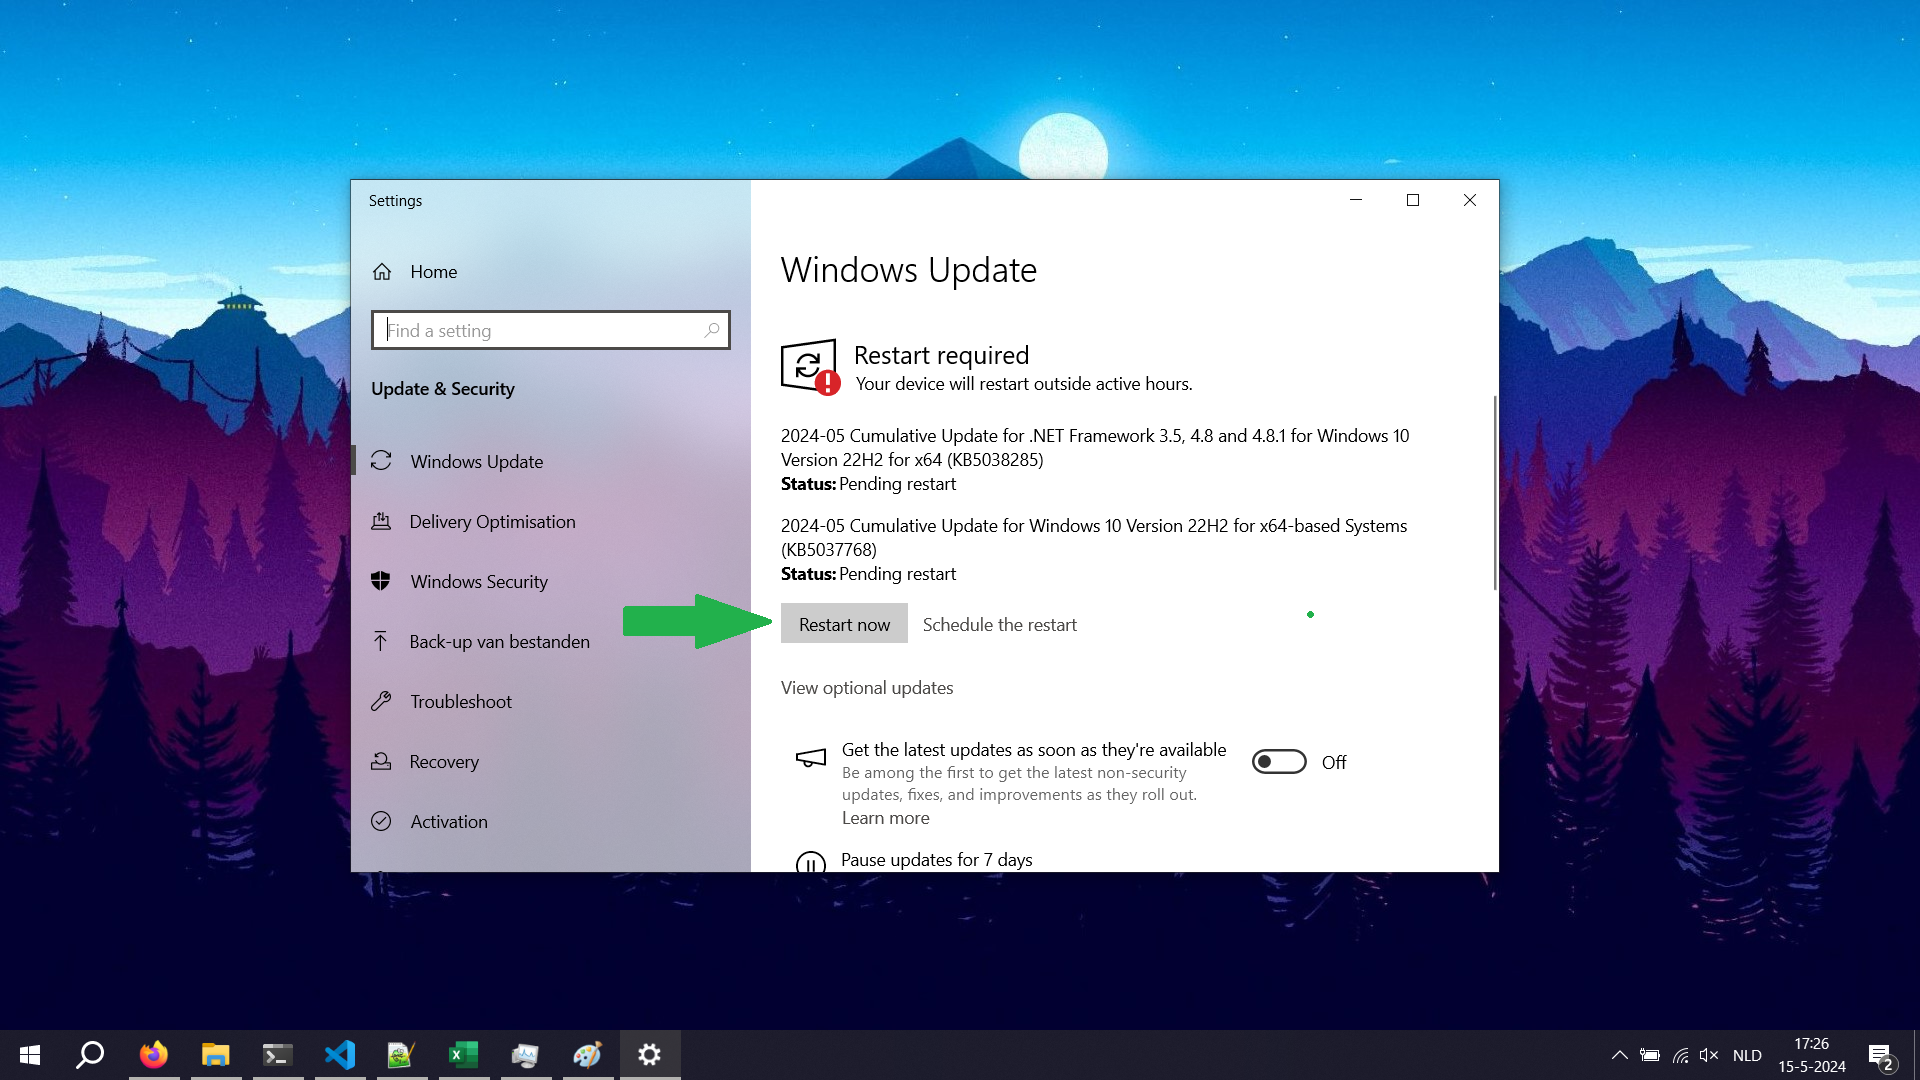 Settings
Home
Find a setting
Update & Security
Windows Update
Delivery Optimisation
Windows Security
Back-up van bestanden
Troubleshoot
Recovery
Activation
Windows Update
Restart required
Your device will restart outside active hours.
2024-05 Cumulative Update for .NET Framework 3.5, 4.8 and 4.8.1 for Windows 10
Version 22H2 for x64 (KB5038285)
Status: Pending restart
2024-05 Cumulative Update for Windows 10 Version 22H2 for x64-based Systems
(KB5037768)
Status: Pending restart
Restart now Schedule the restart
View optional updates
Get the latest updates as soon as they're available
Off
Be among the first to get the latest non-security
updates, fixes, and improvements as they roll out.
Learn more
Pause updates for 7 days
NLD
17:26
15-5-2024
2